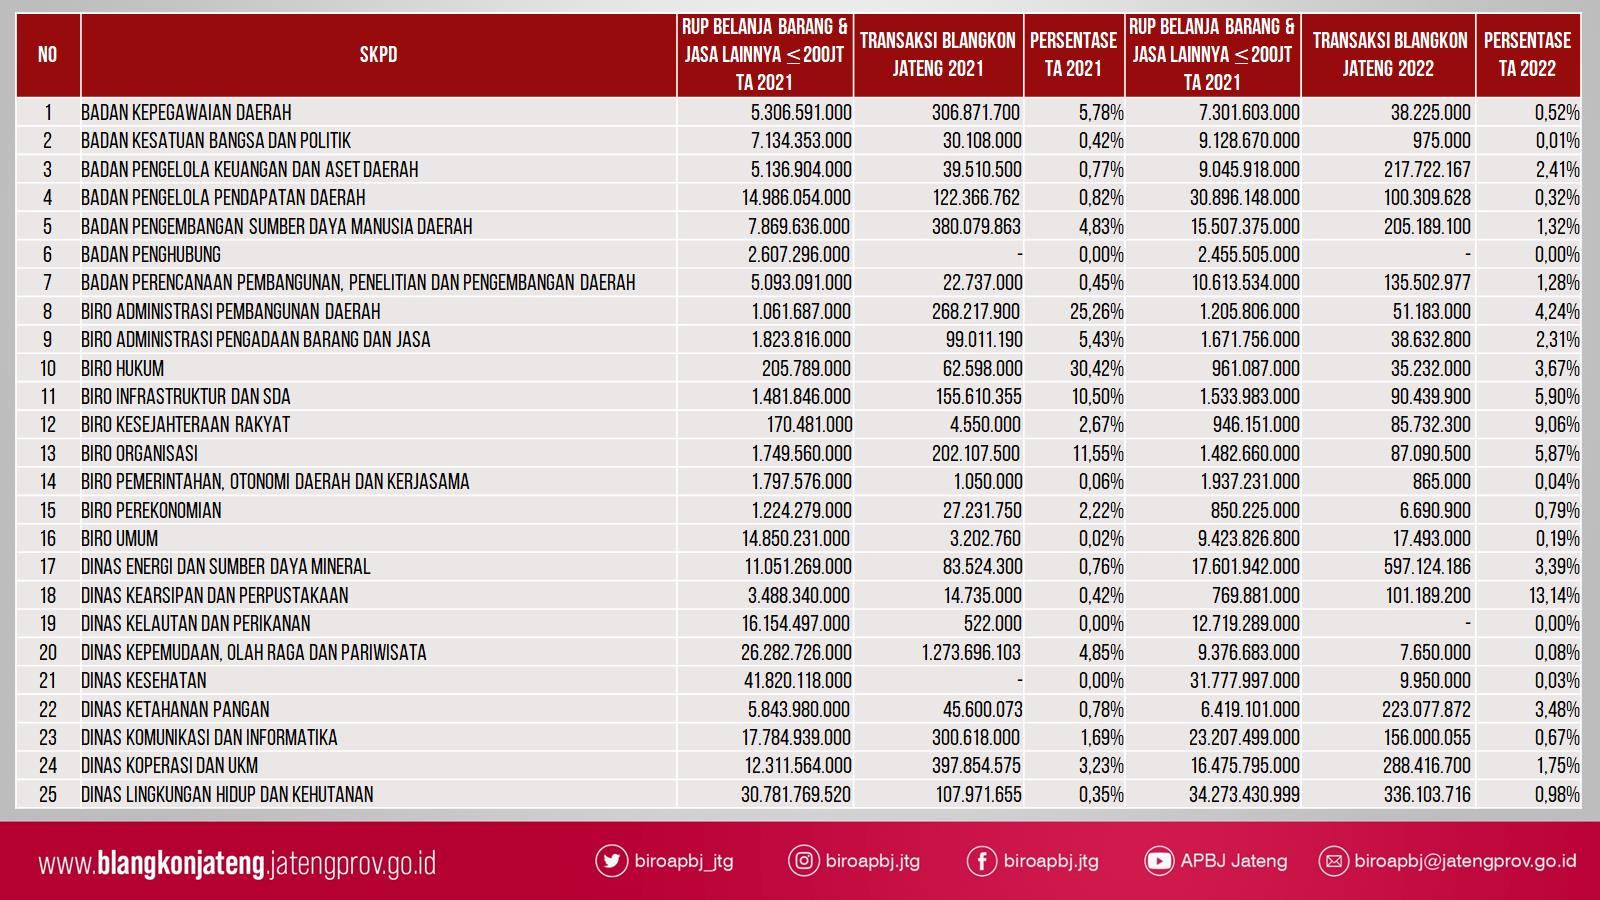 NO SKPD RUP BELANJA BARANG & JASA LAINNYA ≤200JT TA 2021 TRANSAKSI BLANGKON JATENG 2021 PERSENTASE TA 2021 RUP BELANJA BARANG & JASA LAINNYA ≤200JT TA 2021 TRANSAKSI BLANGKON JATENG 2022 PERSENTASE TA 2022
1 BADAN KEPEGAWAIAN DAERAH 5.306.591.000 306.871.700 5,78% 7.301.603.000 38.225.000 0,52%
2 BADAN KESATUAN BANGSA DAN POLITIK 7.134.353.000 30.108.000 0,42% 9.128.670.000 975.000 0,01%
3 BADAN PENGELOLA KEUANGAN DAN ASET DAERAH 5.136.904.000 39.510.500 0,77% 9.045.918.000 217.722.167 2,41%
4 BADAN PENGELOLA PENDAPATAN DAERAH 14.986.054.000 122.366.762 0,82% 30.896.148.000 100.309.628 0,32%
5 BADAN PENGEMBANGAN SUMBER DAYA MANUSIA DAERAH 7.869.636.000 380.079.863 4,83% 15.507.375.000 205.189.100 1,32%
6 BADAN PENGHUBUNG 2.607.296.000 - 0,00% 2.455.505.000 - 0,00%
7 BADAN PERENCANAAN PEMBANGUNAN, PENELITIAN DAN PENGEMBANGAN DAERAH 5.093.091.000 22.737.000 0,45% 10.613.534.000 135.502.977 1,28%
8 BIRO ADMINISTRASI PEMBANGUNAN DAERAH 1.061.687.000 268.217.900 25,26% 1.205.806.000 51.183.000 4,24%
9 BIRO ADMINISTRASI PENGADAAN BARANG DAN JASA 1.823.816.000 99.011.190 5,43% 1.671.756.000 38.632.800 2,31%
10 BIRO HUKUM 205.789.000 62.598.000 30,42% 961.087.000 35.232.000 3,67%
11 BIRO INFRASTRUKTUR DAN SDA 1.481.846.000 155.610.355 10,50% 1.533.983.000 90.439.900 5,90%
12 BIRO KESEJAHTERAAN RAKYAT 170.481.000 4.550.000 2,67% 946.151.000 85.732.300 9,06%
13 BIRO ORGANISASI 1.749.560.000 202.107.500 11,55% 1.482.660.000 87.090.500 5,87%
14 BIRO PEMERINTAHAN, OTONOMI DAERAH DAN KERJASAMA 1.797.576.000 1.050.000 0,06% 1.937.231.000 865.000 0,04%
15 BIRO PEREKONOMIAN 1.224.279.000 27.231.750 2,22% 850.225.000 6.690.900 0,79%
16 BIRO UMUM 14.850.231.000 3.202.760 0,02% 9.423.826.800 17.493.000 0,19%
17 DINAS ENERGI DAN SUMBER DAYA MINERAL 11.051.269.000 83.524.300 0,76% 17.601.942.000 597.124.186 3,39%
18 DINAS KEARSIPAN DAN PERPUSTAKAAN 3.488.340.000 14.735.000 0,42% 769.881.000 101.189.200 13,14%
19 DINAS KELAUTAN DAN PERIKANAN 16.154.497.000 522.000 0,00% 12.719.289.000 - 0,00%
20 DINAS KEPEMUDAAN, OLAH RAGA DAN PARIWISATA 26.282.726.000 1.273.696.103 4,85% 9.376.683.000 7.650.000 0,08%
21 DINAS KESEHATAN 41.820.118.000 - 0,00% 31.777.997.000 9.950.000 0,03%
22 DINAS KETAHANAN PANGAN 5.843.980.000 45.600.073 0,78% 6.419.101.000 223.077.872 3,48%
23 DINAS KOMUNIKASI DAN INFORMATIKA 17.784.939.000 300.618.000 1,69% 23.207.499.000 156.000.055 0,67%
24 DINAS KOPERASI DAN UKM 12.311.564.000 397.854.575 3,23% 16.475.795.000 288.416.700 1,75%
25 DINAS LINGKUNGAN HIDUP DAN KEHUTANAN 30.781.769.520 107.971.655 0,35% 34.273.430.999 336.103.716 0,98%
www.blangkonjateng.jatengprov.go.id biroapbj_jtg biroapbj.jtg biroapbj.jtg APBJ Jateng biroapbj@jatengprov.go.id